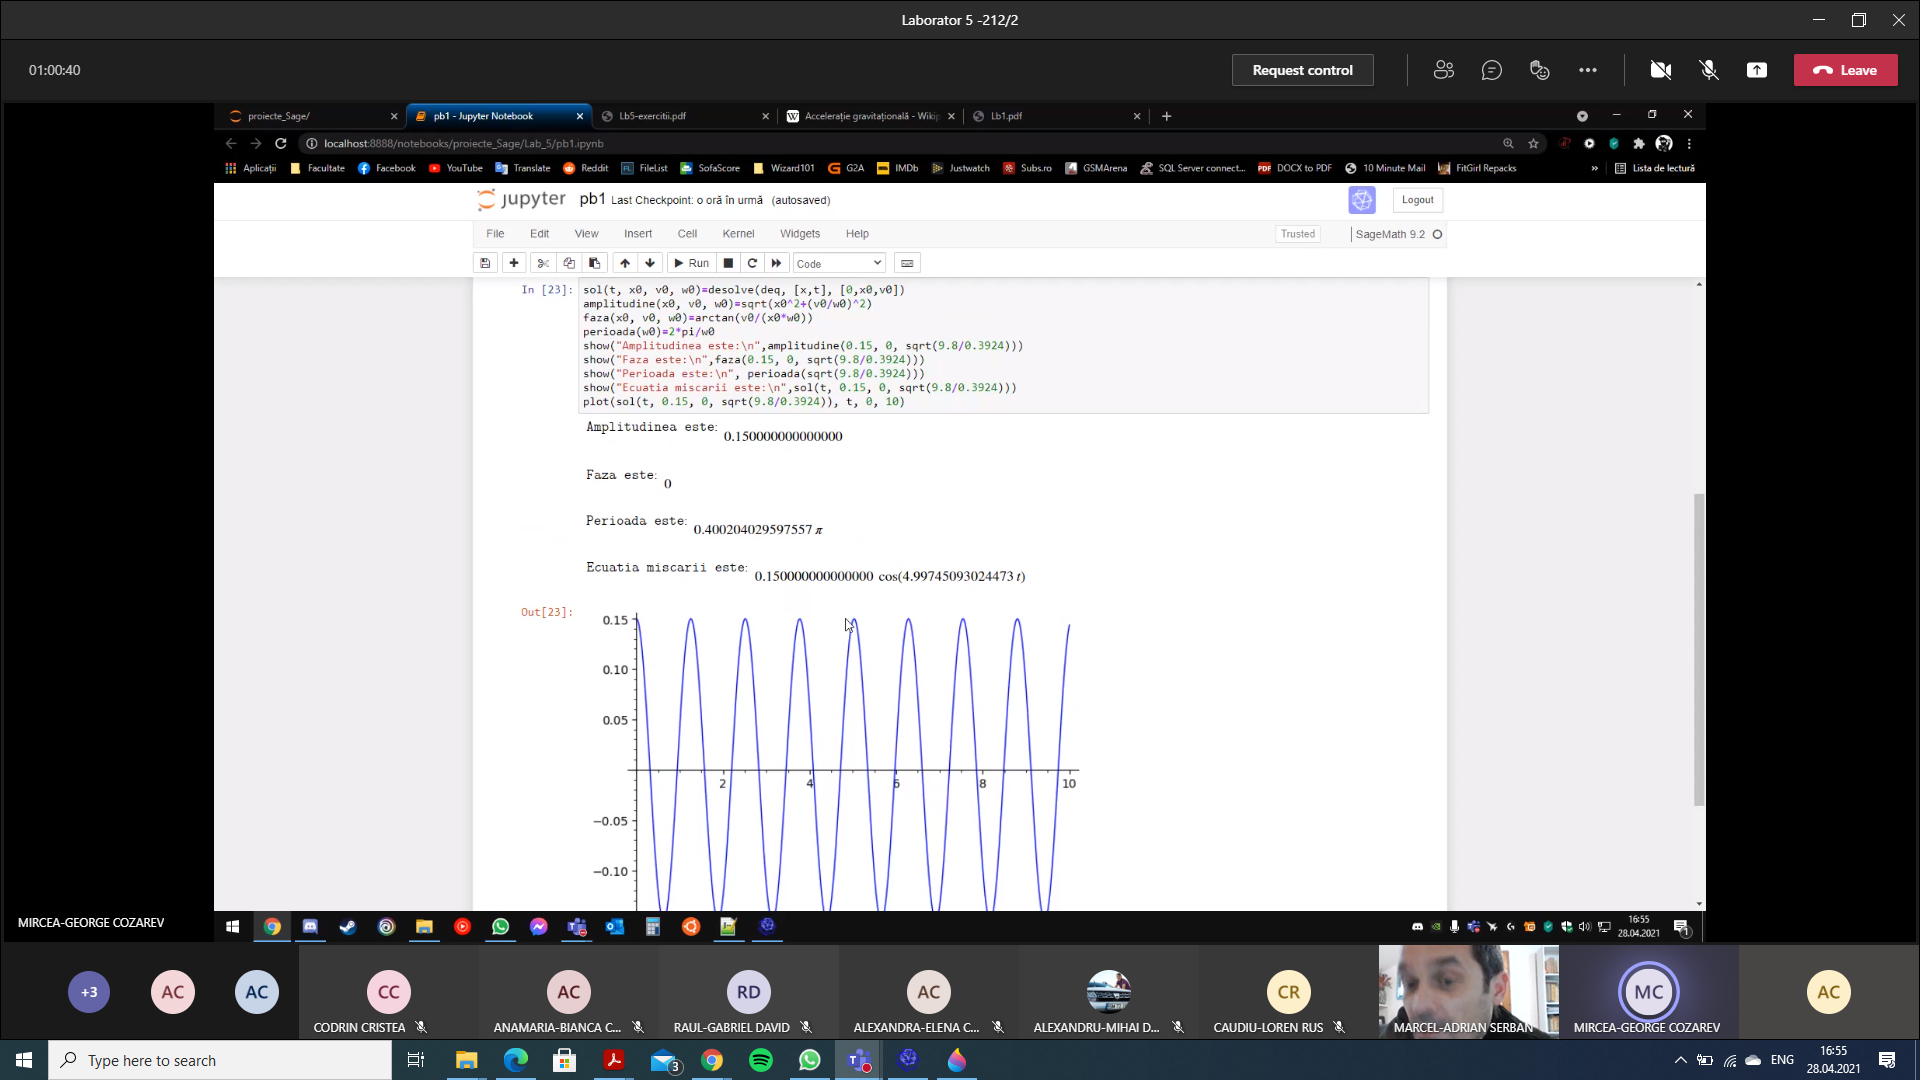 Laborator 5 -212/2
01:00:40
Request control
Leave
proiecte_Sage/
pb1 - Jupyter Notebook
Lb5-exercitii.pdf
Accelerație gravitațională - Wikip
Lb1.pdf
localhost:8888/notebooks/proiecte_Sage/Lab_5/pb1.ipynb
Aplicații Facultate Facebook YouTube Translate Reddit FileList SofaScore Wizard101 G2A IMDb Justwatch Subs.ro GSMArena SQL Server connect... DOCX to PDF 10 Minute Mail FitGirl Repacks » Lista de lectură
jupyter pb1 Last Checkpoint: o oră în urmă (autosaved)
Logout
File Edit View Insert Cell Kernel Widgets Help
Trusted SageMath 9.2
Run Code
In [23]: sol(t, x0, v0, w0)=desolve(deq, [x,t], [0,x0,v0])
amplitudine(x0, v0, w0)=sqrt(x0^2+(v0/w0)^2)
faza(x0, v0, w0)=arctan(v0/(x0*w0))
perioada(w0)=2*pi/w0
show("Amplitudinea este:\n",amplitudine(0.15, 0, sqrt(9.8/0.3924)))
show("Faza este:\n",faza(0.15, 0, sqrt(9.8/0.3924)))
show("Perioada este:\n", perioada(sqrt(9.8/0.3924)))
show("Ecuatia miscarii este:\n",sol(t, 0.15, 0, sqrt(9.8/0.3924)))
plot(sol(t, 0.15, 0, sqrt(9.8/0.3924)), t, 0, 10)
Amplitudinea este: 0.150000000000000
Faza este: 0
Perioada este: 0.400204029597557 π
Ecuatia miscarii este: 0.150000000000000 cos(4.99745093024473 t)
Out[23]:
0.15
0.10
0.05
2 4 6 8 10
−0.05
−0.10
MIRCEA-GEORGE COZAREV
16:55
28.04.2021
1
+3
AC
AC
CC
AC
RD
AC
CR
MC
AC
CODRIN CRISTEA
ANAMARIA-BIANCA C...
RAUL-GABRIEL DAVID
ALEXANDRA-ELENA C...
ALEXANDRU-MIHAI D...
CAUDIU-LOREN RUS
MARCEL-ADRIAN SERBAN
MIRCEA-GEORGE COZAREV
Type here to search
3
ENG
16:55
28.04.2021